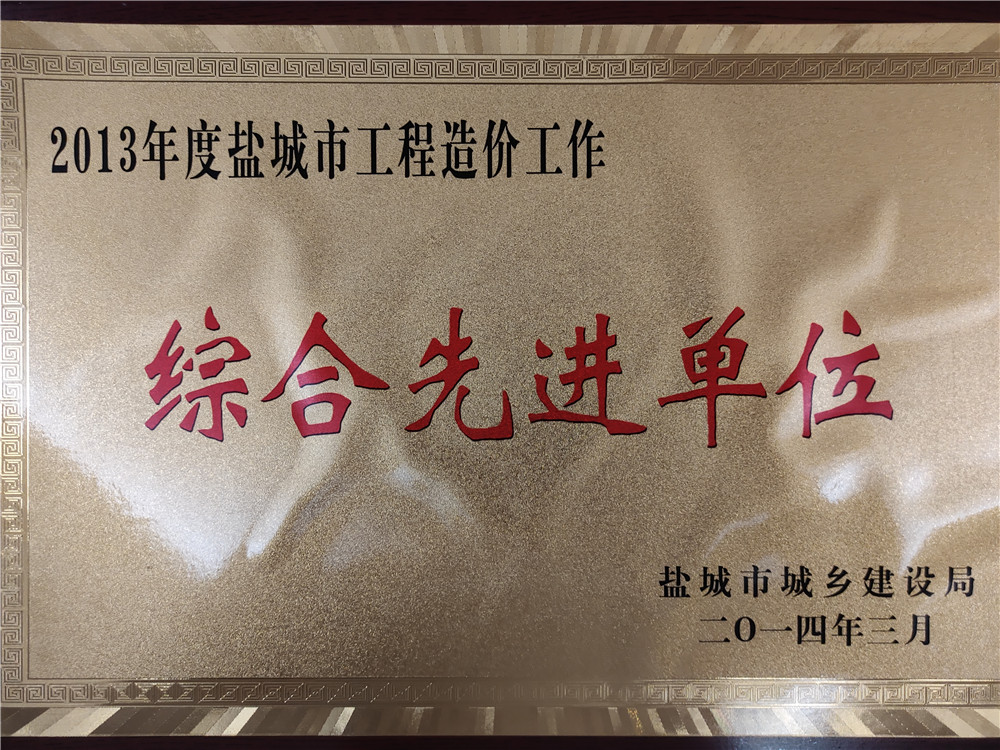 2013年度盐城市工程造价工作
综合先进单位
盐城市城乡建设局
二O一四年三月